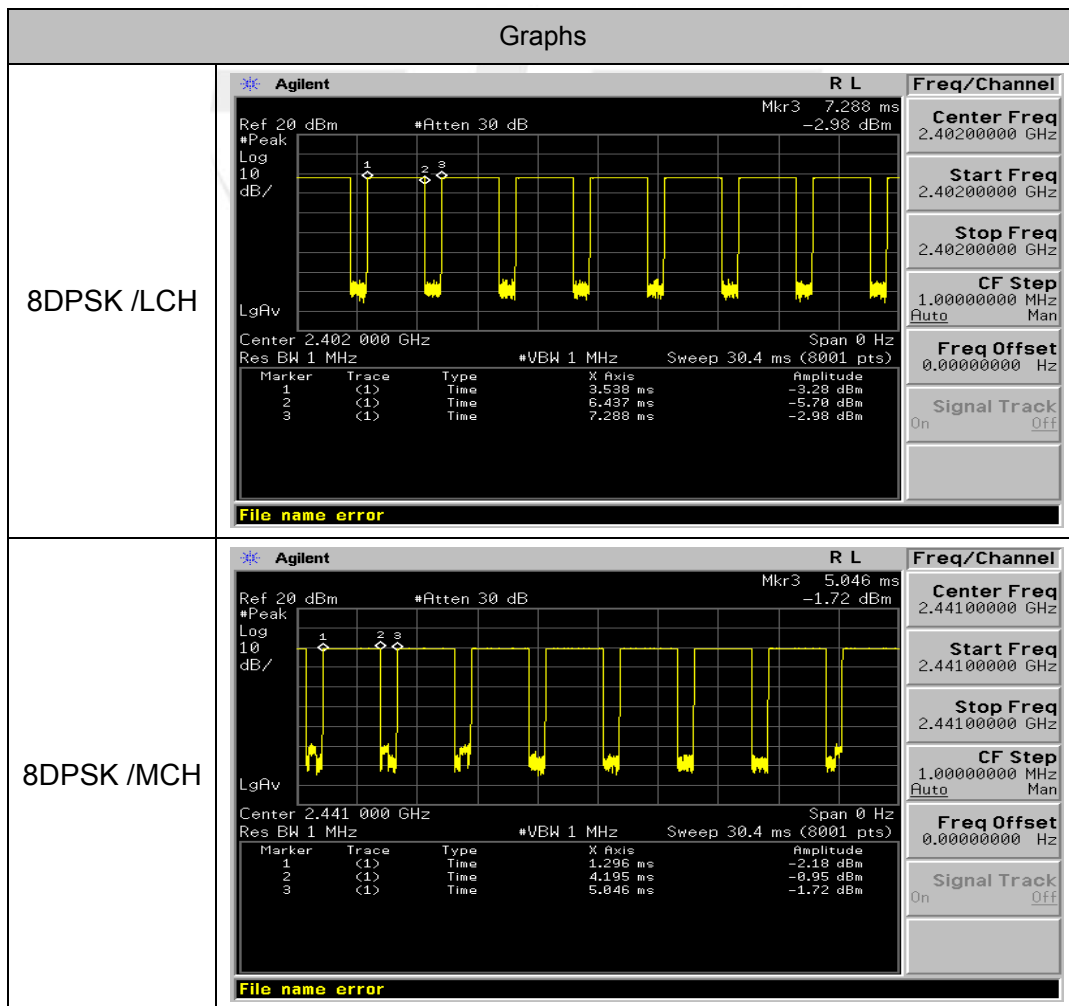 Graphs
8DPSK /LCH
Agilent R L
Mkr3 7.288 ms
Ref 20 dBm #Atten 30 dB -2.98 dBm
#Peak
Log
10
dB/
1 2 3
LgAv
Center 2.402 000 GHz Span 0 Hz
Res BW 1 MHz #VBW 1 MHz Sweep 30.4 ms (8001 pts)
Marker Trace Type X Axis Amplitude
1 (1) Time 3.538 ms -3.28 dBm
2 (1) Time 6.437 ms -5.70 dBm
3 (1) Time 7.288 ms -2.98 dBm
File name error
Freq/Channel
Center Freq
2.40200000 GHz
Start Freq
2.40200000 GHz
Stop Freq
2.40200000 GHz
CF Step
1.00000000 MHz
Auto Man
Freq Offset
0.00000000 Hz
Signal Track
On Off
8DPSK /MCH
Agilent R L
Mkr3 5.046 ms
Ref 20 dBm #Atten 30 dB -1.72 dBm
#Peak
Log
10
dB/
1 2 3
LgAv
Center 2.441 000 GHz Span 0 Hz
Res BW 1 MHz #VBW 1 MHz Sweep 30.4 ms (8001 pts)
Marker Trace Type X Axis Amplitude
1 (1) Time 1.296 ms -2.18 dBm
2 (1) Time 4.195 ms -0.95 dBm
3 (1) Time 5.046 ms -1.72 dBm
File name error
Freq/Channel
Center Freq
2.44100000 GHz
Start Freq
2.44100000 GHz
Stop Freq
2.44100000 GHz
CF Step
1.00000000 MHz
Auto Man
Freq Offset
0.00000000 Hz
Signal Track
On Off